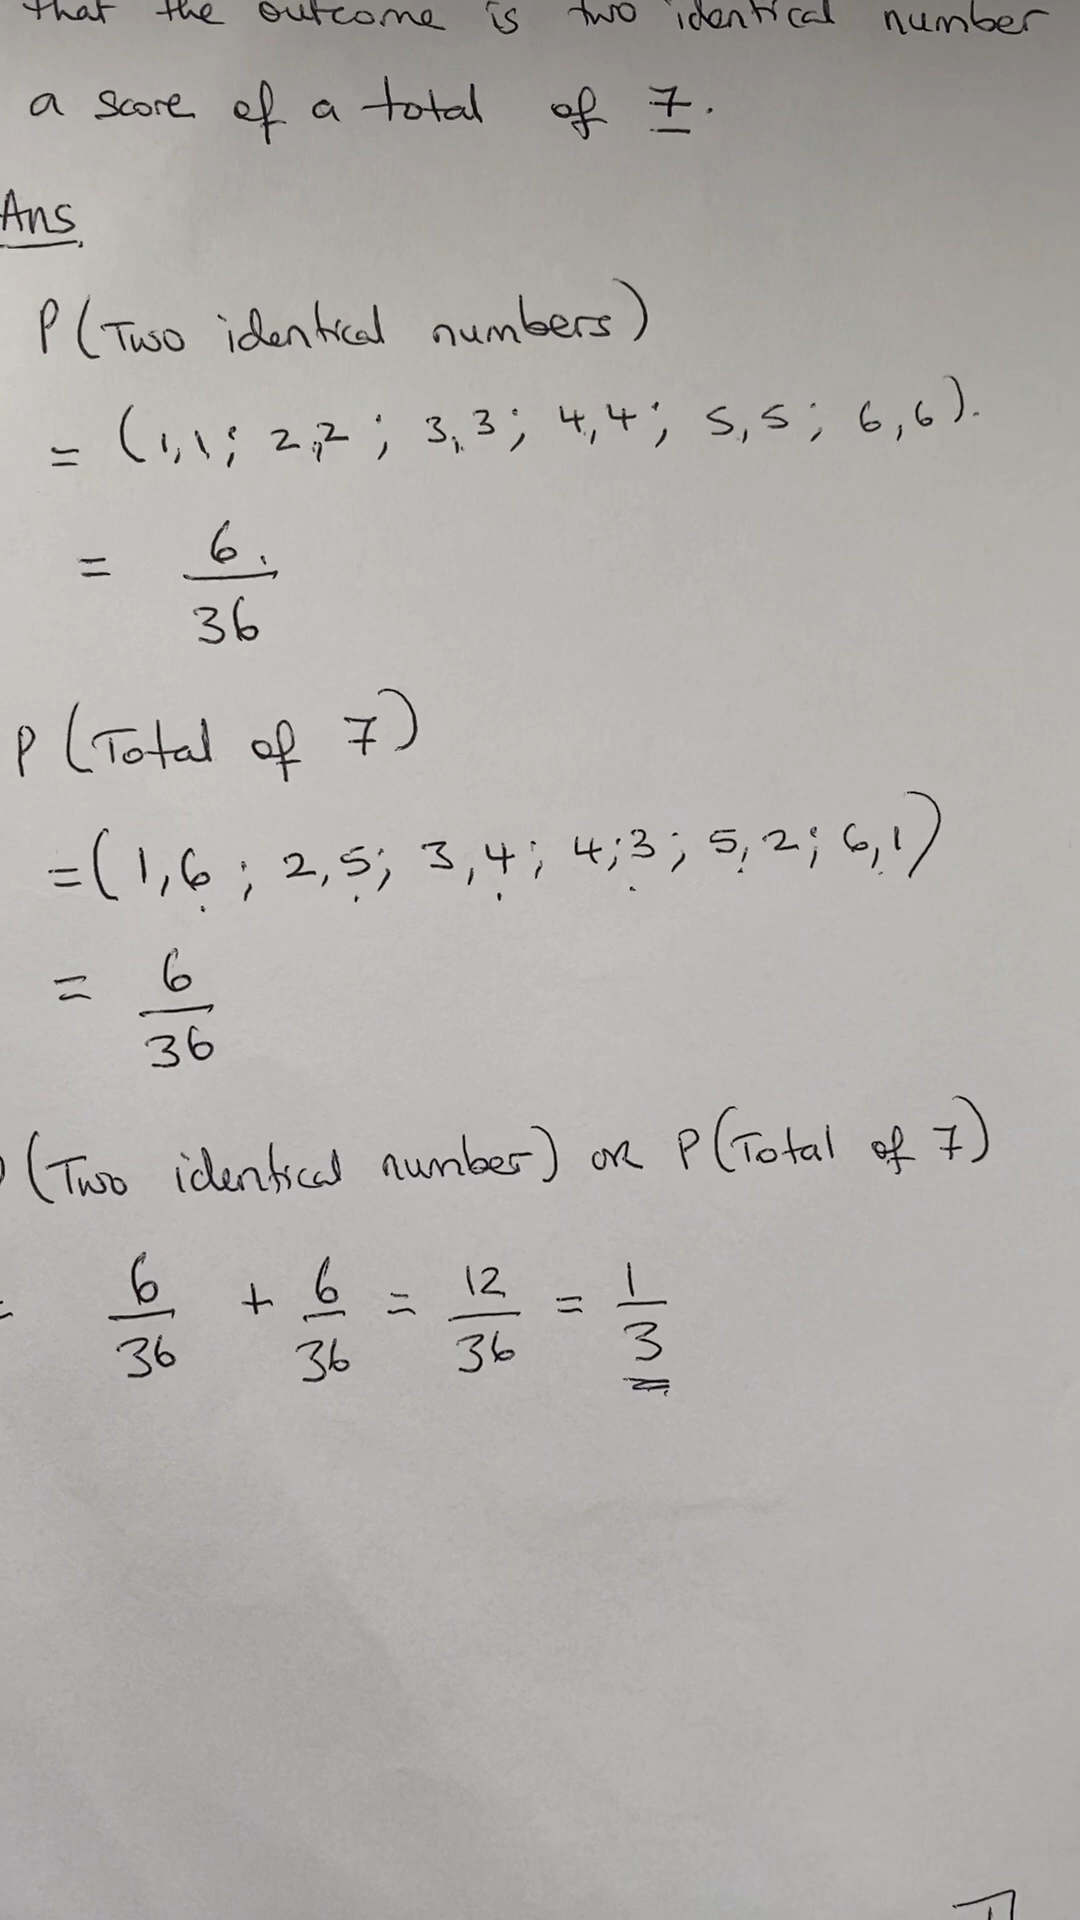 that the outcome is two identical number
a score of a total of 7.
Ans.
P (Two identical numbers)
= (1,1; 2,2; 3,3; 4,4; 5,5; 6,6).
= 6/36
P (Total of 7)
= (1,6; 2,5; 3,4; 4;3; 5,2; 6,1)
= 6/36
(Two identical number) or P (Total of 7)
= 6/36 + 6/36 = 12/36 = 1/3